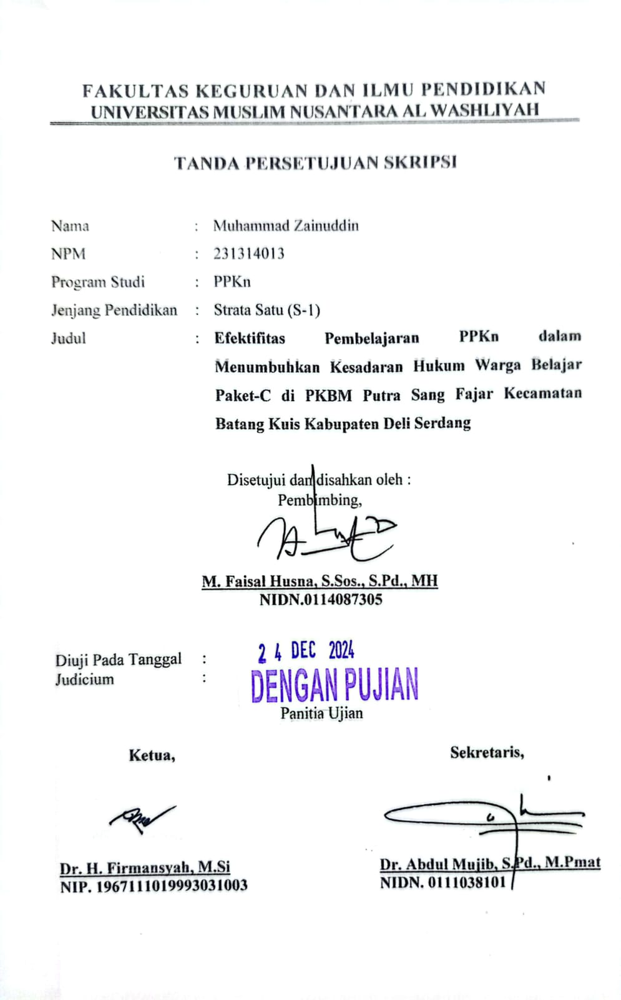 FAKULTAS KEGURUAN DAN ILMU PENDIDIKAN
UNIVERSITAS MUSLIM NUSANTARA AL WASHLIYAH
TANDA PERSETUJUAN SKRIPSI
Nama : Muhammad Zainuddin
NPM : 231314013
Program Studi : PPKn
Jenjang Pendidikan : Strata Satu (S-1)
Judul : Efektifitas Pembelajaran PPKn dalam
Menumbuhkan Kesadaran Hukum Warga Belajar
Paket-C di PKBM Putra Sang Fajar Kecamatan
Batang Kuis Kabupaten Deli Serdang
Disetujui dan disahkan oleh :
Pembimbing,
M. Faisal Husna, S.Sos., S.Pd., MH
NIDN.0114087305
Diuji Pada Tanggal : 24 DEC 2024
Judicium : DENGAN PUJIAN
Panitia Ujian
Ketua, Sekretaris,
Dr. H. Firmansyah, M.Si Dr. Abdul Mujib, S.Pd., M.Pmat
NIP. 1967111019993031003 NIDN. 0111038101